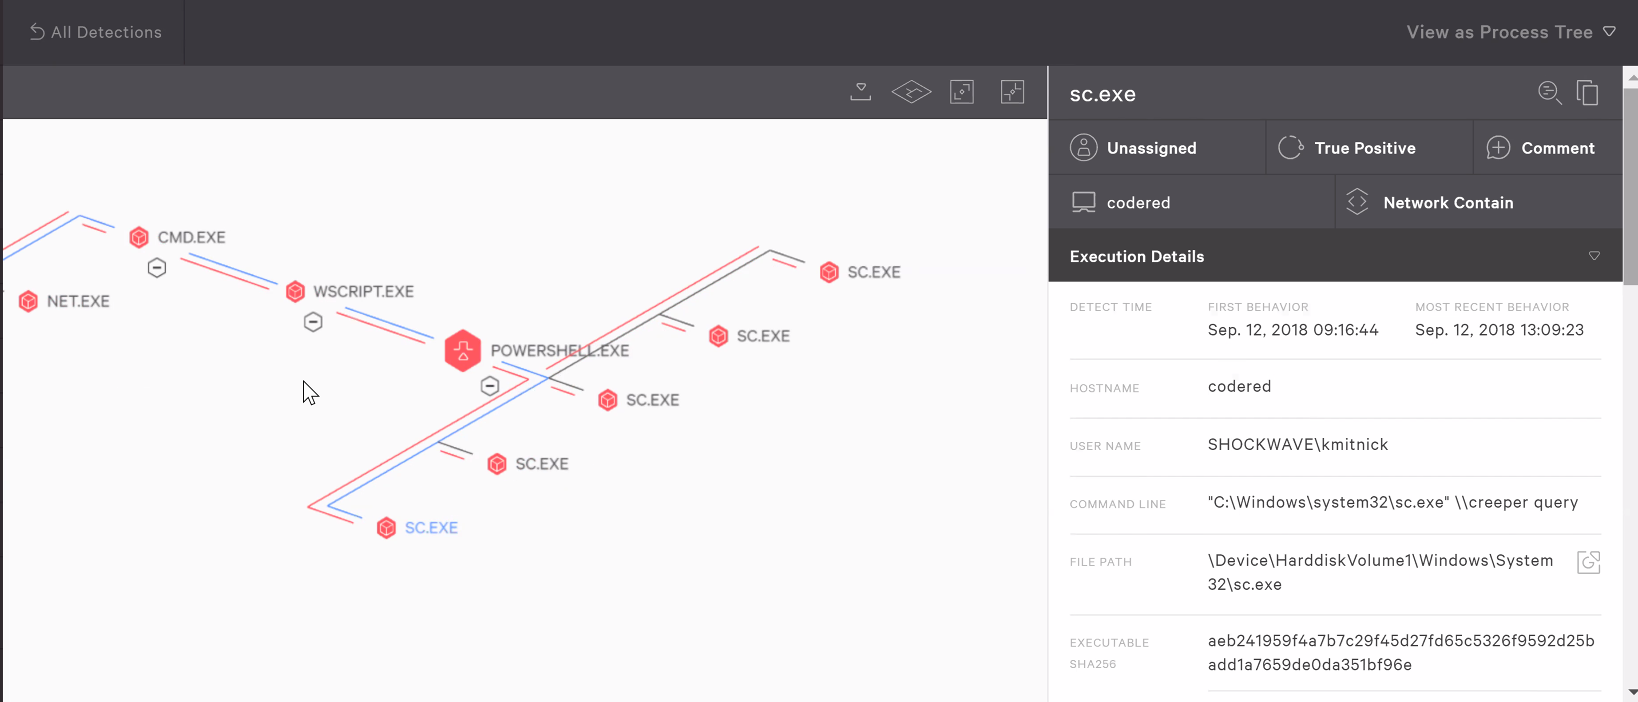 All Detections
View as Process Tree
sc.exe
Unassigned
True Positive
Comment
codered
Network Contain
Execution Details
DETECT TIME
FIRST BEHAVIOR
MOST RECENT BEHAVIOR
Sep. 12, 2018 09:16:44
Sep. 12, 2018 13:09:23
HOSTNAME
codered
USER NAME
SHOCKWAVE\kmitnick
COMMAND LINE
"C:\Windows\system32\sc.exe" \\creeper query
FILE PATH
\Device\HarddiskVolume1\Windows\System
32\sc.exe
EXECUTABLE
SHA256
aeb241959f4a7b7c29f45d27fd65c5326f9592d25b
add1a7659de0da351bf96e
CMD.EXE
NET.EXE
WSCRIPT.EXE
POWERSHELL.EXE
SC.EXE
SC.EXE
SC.EXE
SC.EXE
SC.EXE